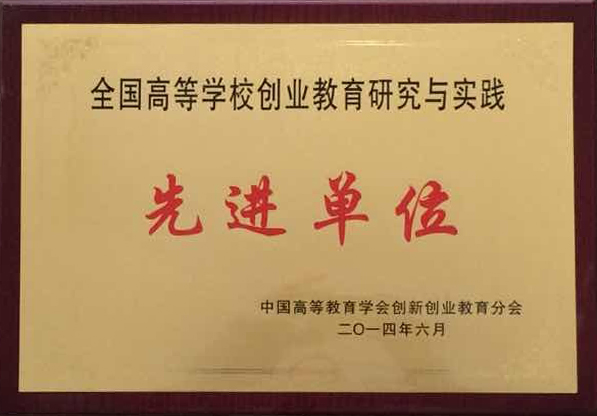 全国高等学校创业教育研究与实践
先进单位
中国高等教育学会创新创业教育分会
二〇一四年六月